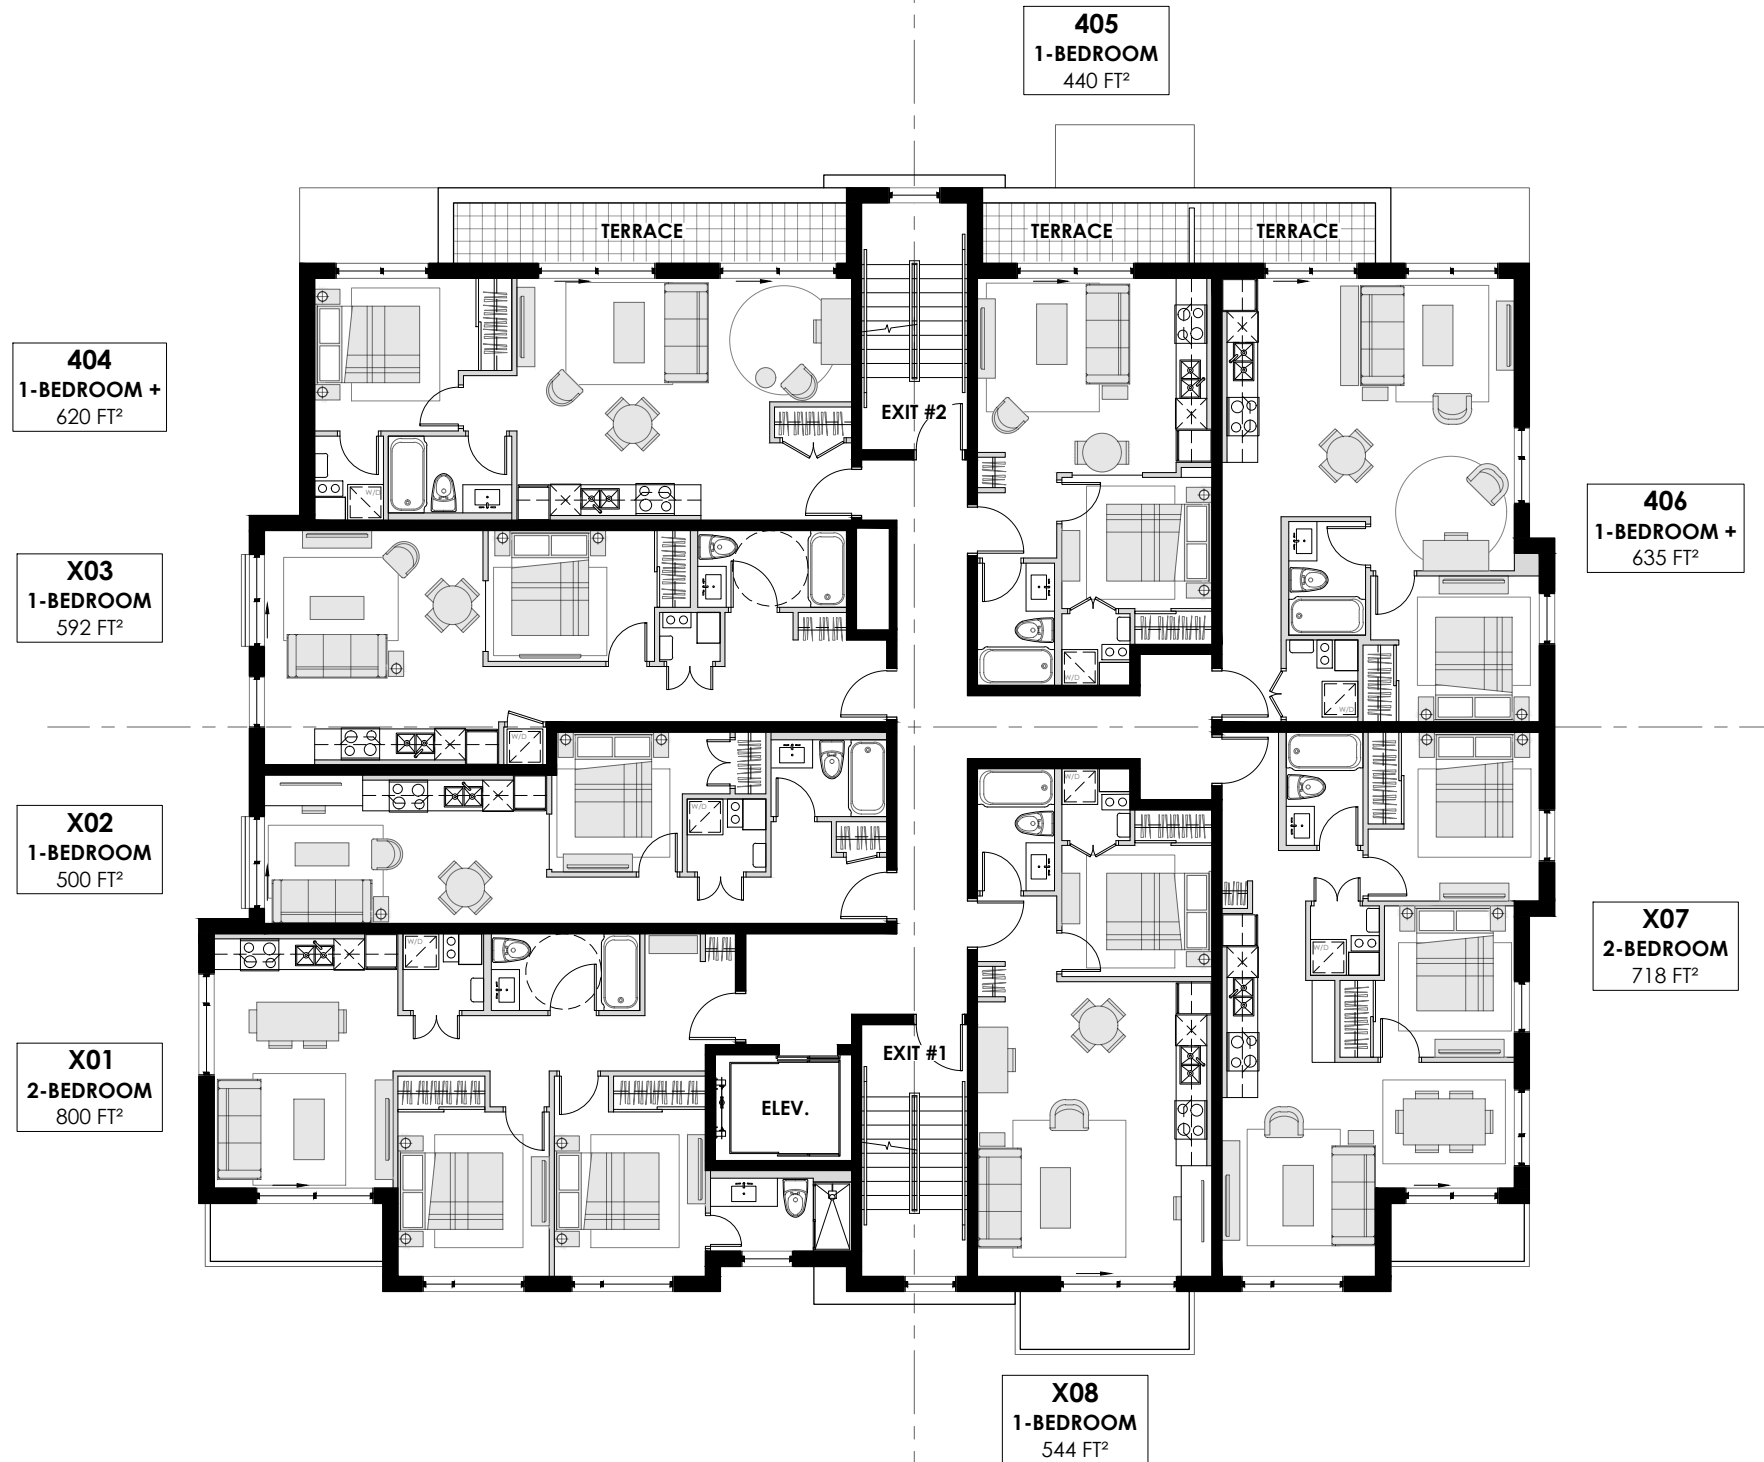 405
1-BEDROOM
440 FT²
TERRACE
TERRACE
TERRACE
404
1-BEDROOM +
620 FT²
EXIT #2
W/D
406
1-BEDROOM +
635 FT²
X03
1-BEDROOM
592 FT²
W/D
W/D
W/D
X02
1-BEDROOM
500 FT²
W/D
W/D
X07
2-BEDROOM
718 FT²
W/D
W/D
X01
2-BEDROOM
800 FT²
EXIT #1
ELEV.
X08
1-BEDROOM
544 FT²